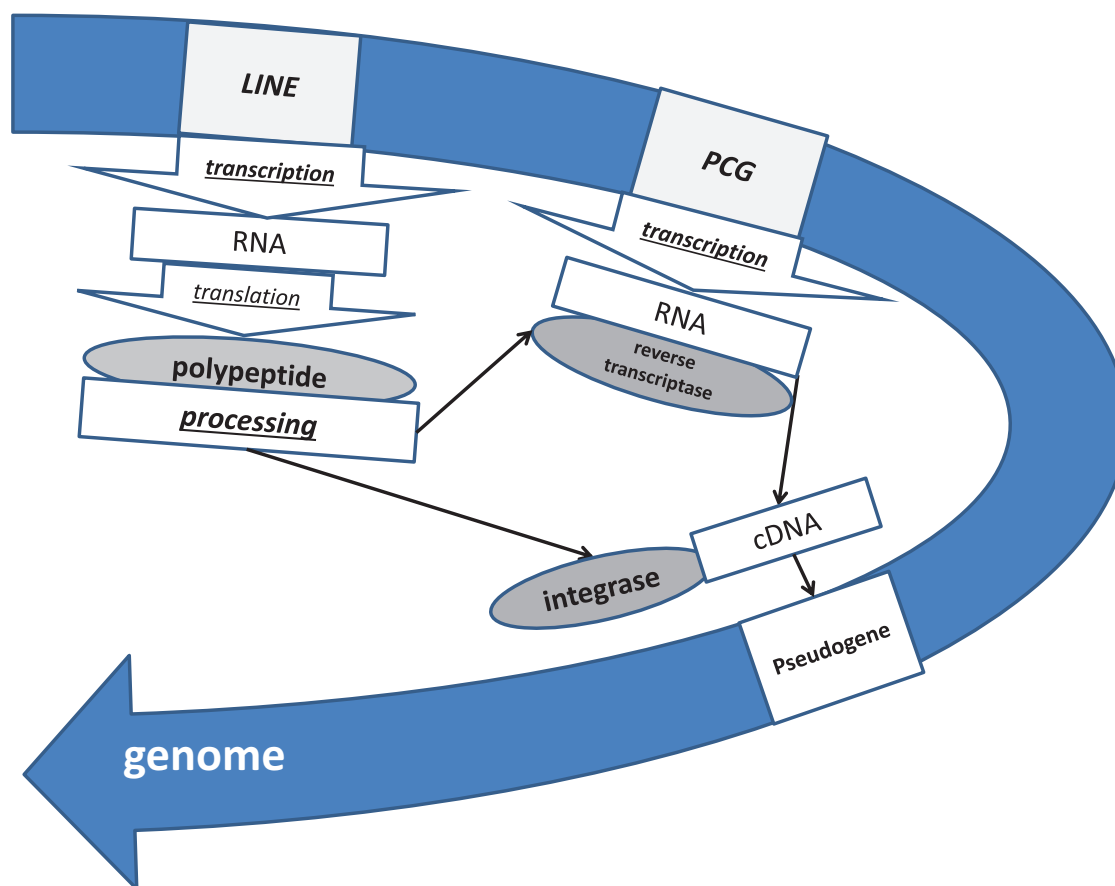 LINE
transcription
RNA
translation
polypeptide
processing
PCG
transcription
RNA
reverse
transcriptase
cDNA
integrase
Pseudogene
genome